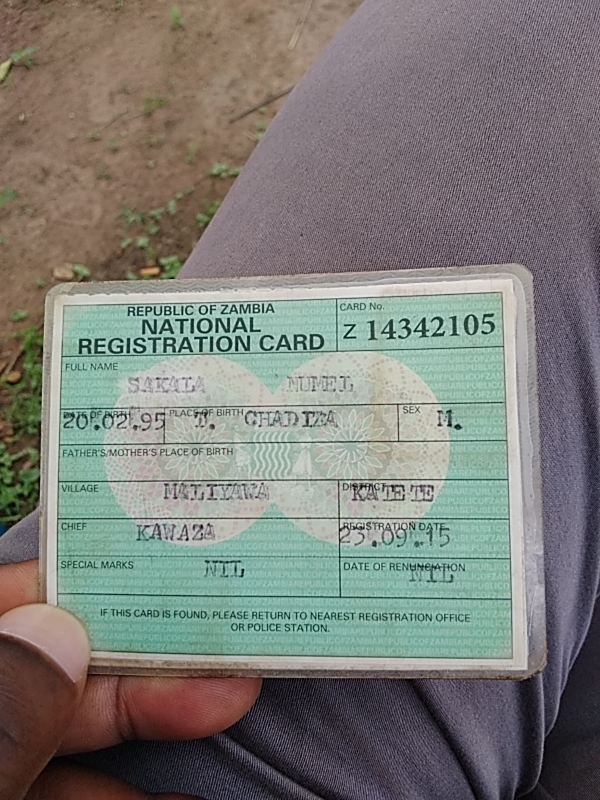 REPUBLIC OF ZAMBIA
NATIONAL
REGISTRATION CARD
CARD No.
Z 14342105
FULL NAME
SAKALA NUMEL
DATE OF BIRTH PLACE OF BIRTH SEX
20.02.95 D. CHADIZA M.
FATHER'S/MOTHER'S PLACE OF BIRTH
VILLAGE MALIYAWA DISTRICT KATETE
CHIEF KAWAZA REGISTRATION DATE
23.09.15
SPECIAL MARKS NIL DATE OF RENUNCIATION
NIL
IF THIS CARD IS FOUND, PLEASE RETURN TO NEAREST REGISTRATION OFFICE
OR POLICE STATION.